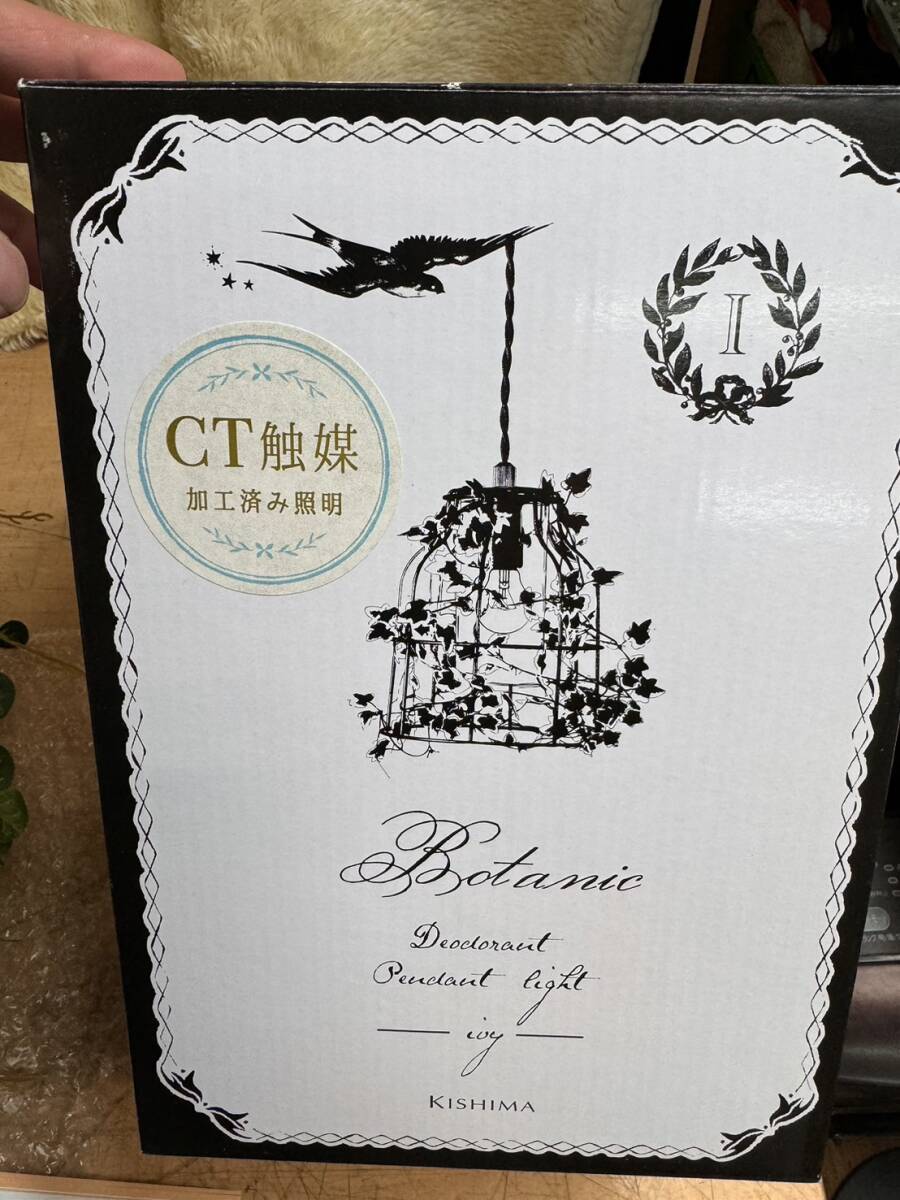 I
CT触媒
加工済み照明
Botanic
Deodorant
Pendant light
ivy
KISHIMA